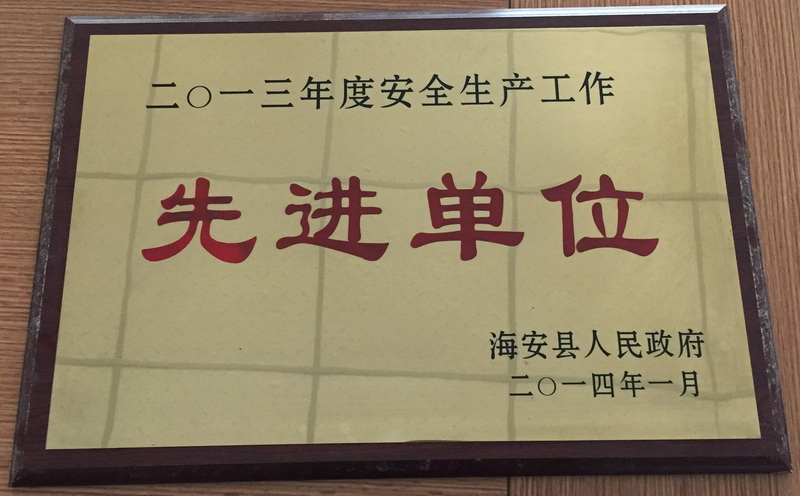 二〇一三年度安全生产工作
先进单位
海安县人民政府
二〇一四年一月